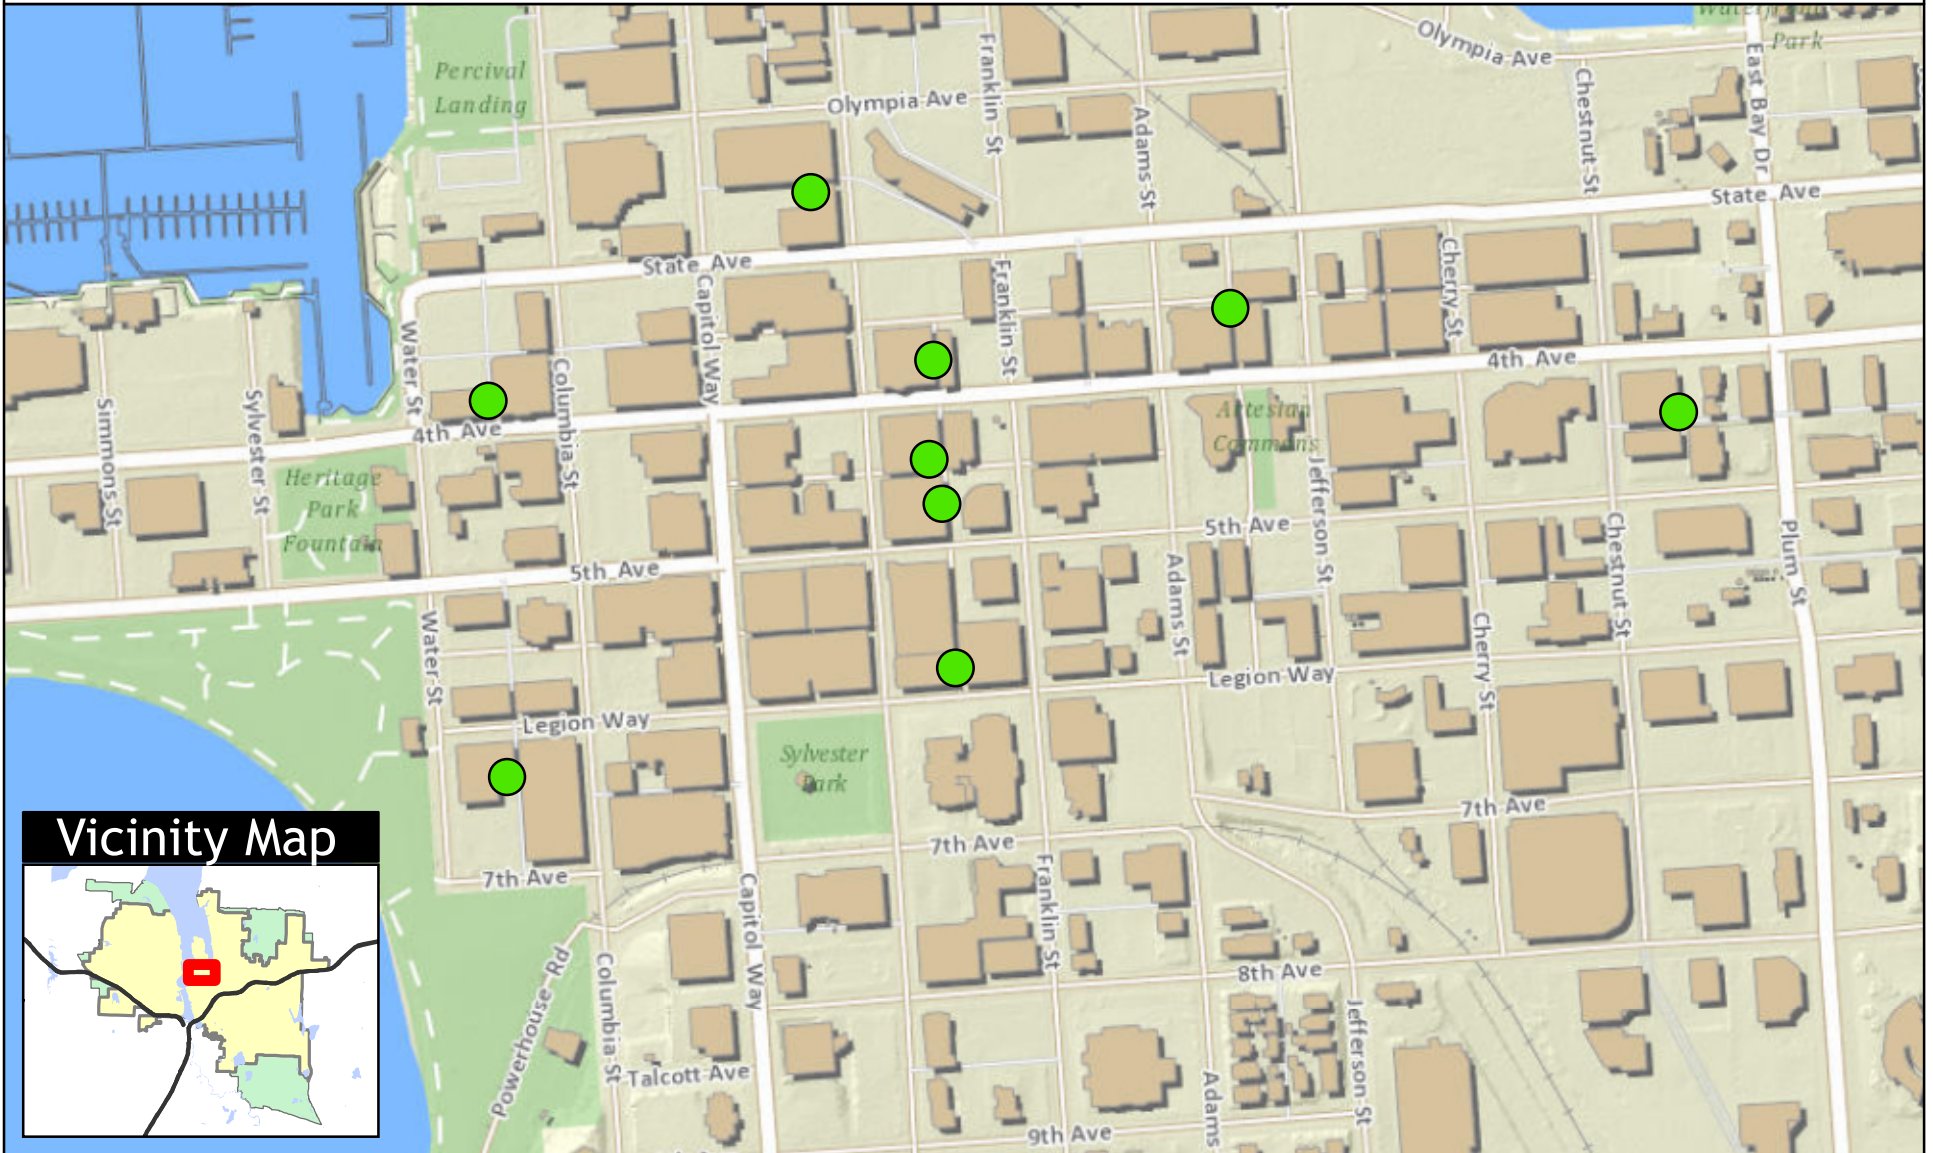 Waterfront
Park
Olympia Ave
Percival
Landing
Franklin St
Olympia Ave
Adams St
Chestnut St
East Bay Dr
State Ave
State Ave
Capitol Way
Franklin St
Cherry St
4th Ave
Water St
Columbia St
4th Ave
Simmons St
Sylvester St
Artesian
Commons
Heritage
Park
Fountain
Jefferson St
5th Ave
5th Ave
Adams St
Chestnut St
Plum St
Water St
Cherry St
Legion Way
Legion Way
Sylvester
Park
7th Ave
7th Ave
7th Ave
Capitol Way
Franklin St
Powerhouse Rd
Columbia St
8th Ave
Jefferson St
Talcott Ave
Adams
9th Ave
Vicinity Map